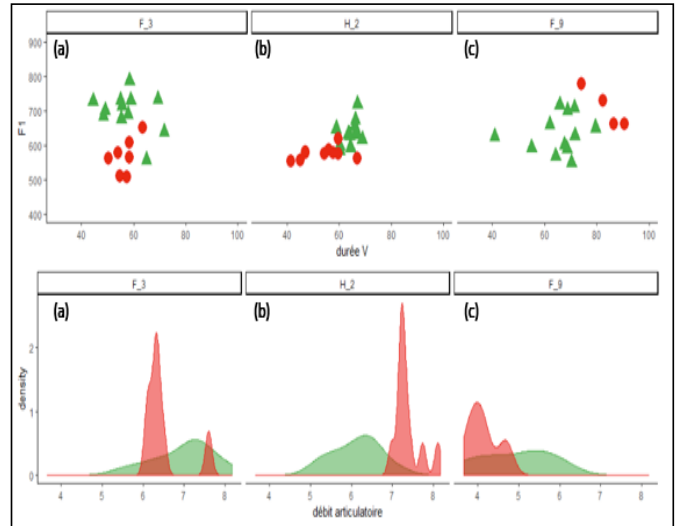 F_3 H_2 F_9
(a) (b) (c)
F1
900
800
700
600
500
400
40 60 80 100 40 60 80 100 40 60 80 100
durée V
F_3 H_2 F_9
(a) (b) (c)
density
2
1
0
4 5 6 7 8 4 5 6 7 8 4 5 6 7 8
débit articulatoire